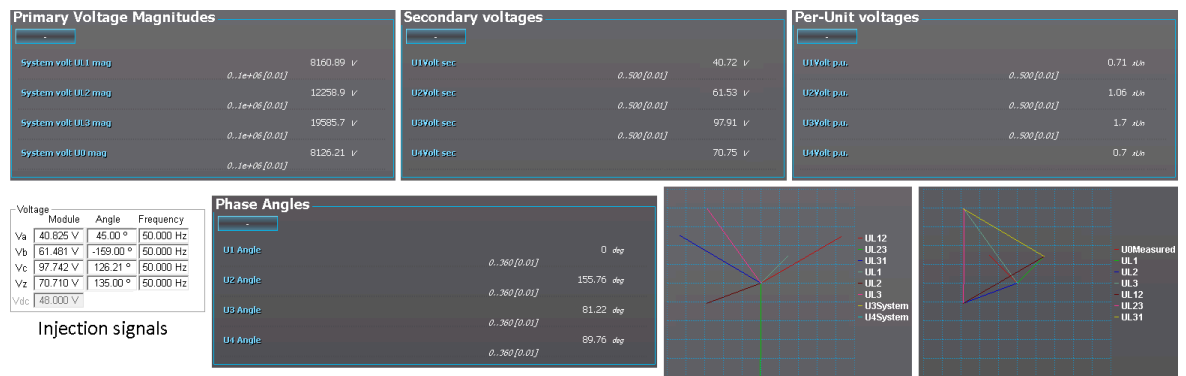 Primary Voltage Magnitudes
-
System volt UL1 mag 8160.89 V
0..1e+06 [0.01]
System volt UL2 mag 12258.9 V
0..1e+06 [0.01]
System volt UL3 mag 19585.7 V
0..1e+06 [0.01]
System volt U0 mag 8126.21 V
0..1e+06 [0.01]
Secondary voltages
-
U1Volt sec 40.72 V
0..500 [0.01]
U2Volt sec 61.53 V
0..500 [0.01]
U3Volt sec 97.91 V
0..500 [0.01]
U4Volt sec 70.75 V
Per-Unit voltages
-
U1Volt p.u. 0.71 xUn
0..500 [0.01]
U2Volt p.u. 1.06 xUn
0..500 [0.01]
U3Volt p.u. 1.7 xUn
0..500 [0.01]
U4Volt p.u. 0.7 xUn
Voltage
Module Angle Frequency
Va 40.825 V 45.00 º 50.000 Hz
Vb 61.481 V -159.00 º 50.000 Hz
Vc 97.742 V 126.21 º 50.000 Hz
Vz 70.710 V 135.00 º 50.000 Hz
Vdc 48.000 V
Injection signals
Phase Angles
-
U1 Angle 0 deg
0..360 [0.01]
U2 Angle 155.76 deg
0..360 [0.01]
U3 Angle 81.22 deg
0..360 [0.01]
U4 Angle 89.76 deg
0..360 [0.01]
UL12
UL23
UL31
UL1
UL2
UL3
U3System
U4System
U0Measured
UL1
UL2
UL3
UL12
UL23
UL31